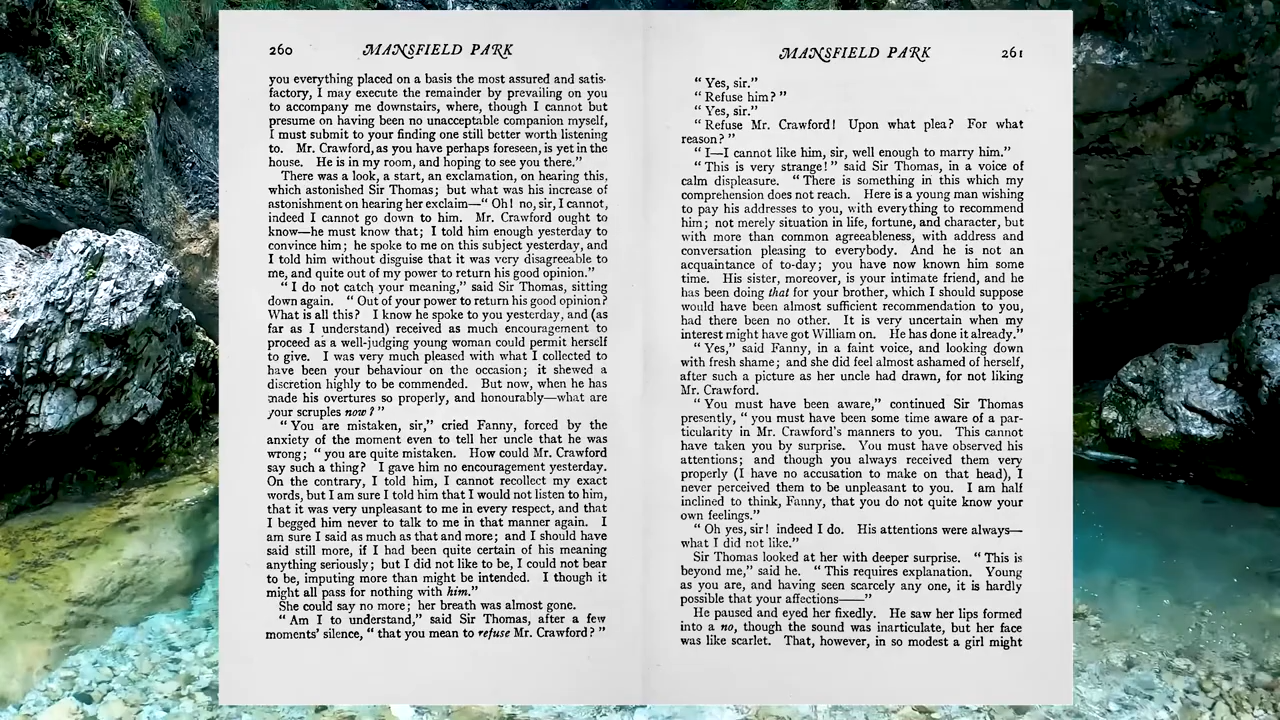 260 MANSFIELD PARK
you everything placed on a basis the most assured and satis-
factory, I may execute the remainder by prevailing on you
to accompany me downstairs, where, though I cannot but
presume on having been no unacceptable companion myself,
I must submit to your finding one still better worth listening
to. Mr. Crawford, as you have perhaps foreseen, is yet in the
house. He is in my room, and hoping to see you there.”
There was a look, a start, an exclamation, on hearing this,
which astonished Sir Thomas; but what was his increase of
astonishment on hearing her exclaim—“ Oh! no, sir, I cannot,
indeed I cannot go down to him. Mr. Crawford ought to
know—he must know that; I told him enough yesterday to
convince him; he spoke to me on this subject yesterday, and
I told him without disguise that it was very disagreeable to
me, and quite out of my power to return his good opinion.”
“ I do not catch your meaning,” said Sir Thomas, sitting
down again. “ Out of your power to return his good opinion?
What is all this? I know he spoke to you yesterday, and (as
far as I understand) received as much encouragement to
proceed as a well-judging young woman could permit herself
to give. I was very much pleased with what I collected to
have been your behaviour on the occasion; it shewed a
discretion highly to be commended. But now, when he has
made his overtures so properly, and honourably—what are
your scruples now? ”
“ You are mistaken, sir,” cried Fanny, forced by the
anxiety of the moment even to tell her uncle that he was
wrong; “ you are quite mistaken. How could Mr. Crawford
say such a thing? I gave him no encouragement yesterday.
On the contrary, I told him, I cannot recollect my exact
words, but I am sure I told him that I would not listen to him,
that it was very unpleasant to me in every respect, and that
I begged him never to talk to me in that manner again. I
am sure I said as much as that and more; and I should have
said still more, if I had been quite certain of his meaning
anything seriously; but I did not like to be, I could not bear
to be, imputing more than might be intended. I though it
might all pass for nothing with him.”
She could say no more; her breath was almost gone.
“ Am I to understand,” said Sir Thomas, after a few
moments’ silence, “ that you mean to refuse Mr. Crawford? ”
MANSFIELD PARK 261
“ Yes, sir.”
“ Refuse him? ”
“ Yes, sir.”
“ Refuse Mr. Crawford! Upon what plea? For what
reason? ”
“ I—I cannot like him, sir, well enough to marry him.”
“ This is very strange! ” said Sir Thomas, in a voice of
calm displeasure. “ There is something in this which my
comprehension does not reach. Here is a young man wishing
to pay his addresses to you, with everything to recommend
him; not merely situation in life, fortune, and character, but
with more than common agreeableness, with address and
conversation pleasing to everybody. And he is not an
acquaintance of to-day; you have now known him some
time. His sister, moreover, is your intimate friend, and he
has been doing that for your brother, which I should suppose
would have been almost sufficient recommendation to you,
had there been no other. It is very uncertain when my
interest might have got William on. He has done it already.”
“ Yes,” said Fanny, in a faint voice, and looking down
with fresh shame; and she did feel almost ashamed of herself,
after such a picture as her uncle had drawn, for not liking
Mr. Crawford.
“ You must have been aware,” continued Sir Thomas
presently, “ you must have been some time aware of a par-
ticularity in Mr. Crawford’s manners to you. This cannot
have taken you by surprise. You must have observed his
attentions; and though you always received them very
properly (I have no accusation to make on that head), I
never perceived them to be unpleasant to you. I am half
inclined to think, Fanny, that you do not quite know your
own feelings.”
“ Oh yes, sir! indeed I do. His attentions were always—
what I did not like.”
Sir Thomas looked at her with deeper surprise. “ This is
beyond me,” said he. “ This requires explanation. Young
as you are, and having seen scarcely any one, it is hardly
possible that your affections——”
He paused and eyed her fixedly. He saw her lips formed
into a no, though the sound was inarticulate, but her face
was like scarlet. That, however, in so modest a girl might